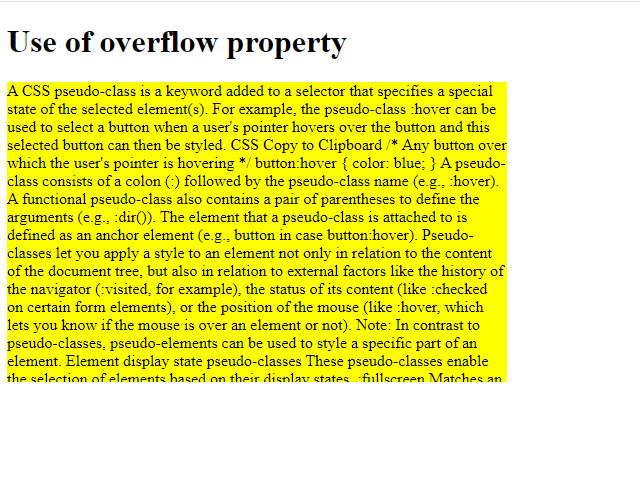 Use of overflow property
A CSS pseudo-class is a keyword added to a selector that specifies a special
state of the selected element(s). For example, the pseudo-class :hover can be
used to select a button when a user's pointer hovers over the button and this
selected button can then be styled. CSS Copy to Clipboard /* Any button over
which the user's pointer is hovering */ button:hover { color: blue; } A pseudo-
class consists of a colon (:) followed by the pseudo-class name (e.g., :hover).
A functional pseudo-class also contains a pair of parentheses to define the
arguments (e.g., :dir()). The element that a pseudo-class is attached to is
defined as an anchor element (e.g., button in case button:hover). Pseudo-
classes let you apply a style to an element not only in relation to the content
of the document tree, but also in relation to external factors like the history of
the navigator (:visited, for example), the status of its content (like :checked
on certain form elements), or the position of the mouse (like :hover, which
lets you know if the mouse is over an element or not). Note: In contrast to
pseudo-classes, pseudo-elements can be used to style a specific part of an
element. Element display state pseudo-classes These pseudo-classes enable
the selection of elements based on their display states. :fullscreen Matches an